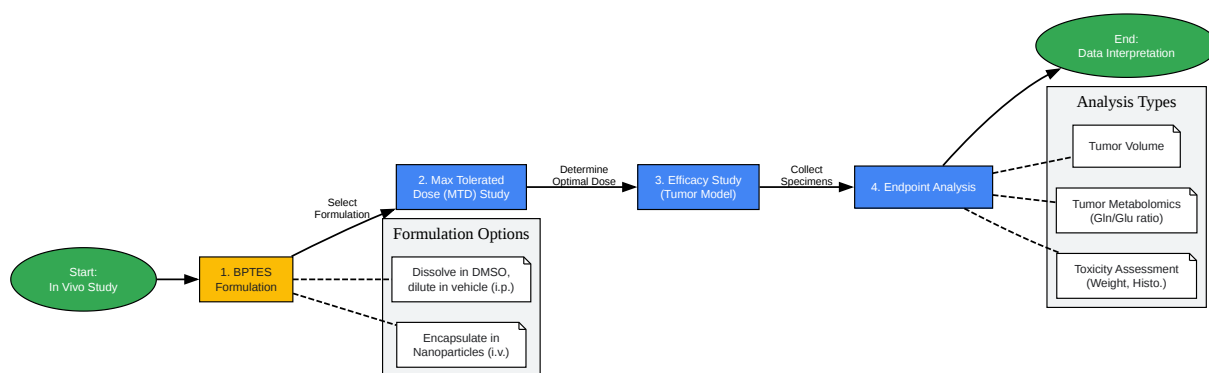 Start:
In Vivo Study
1. BPTES
Formulation
Select
Formulation
2. Max Tolerated
Dose (MTD) Study
Formulation Options
Dissolve in DMSO,
dilute in vehicle (i.p.)
Encapsulate in
Nanoparticles (i.v.)
Determine
Optimal Dose
3. Efficacy Study
(Tumor Model)
Collect
Specimens
4. Endpoint Analysis
End:
Data Interpretation
Analysis Types
Tumor Volume
Tumor Metabolomics
(Gln/Glu ratio)
Toxicity Assessment
(Weight, Histo.)